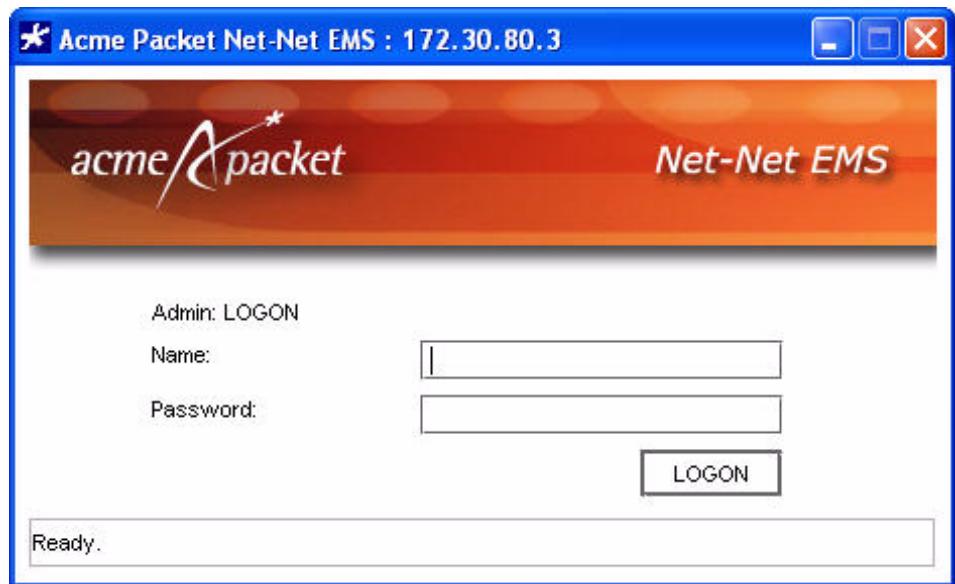 Acme Packet Net-Net EMS : 172.30.80.3
acme packet
Net-Net EMS
Admin: LOGON
Name:
Password:
LOGON
Ready.